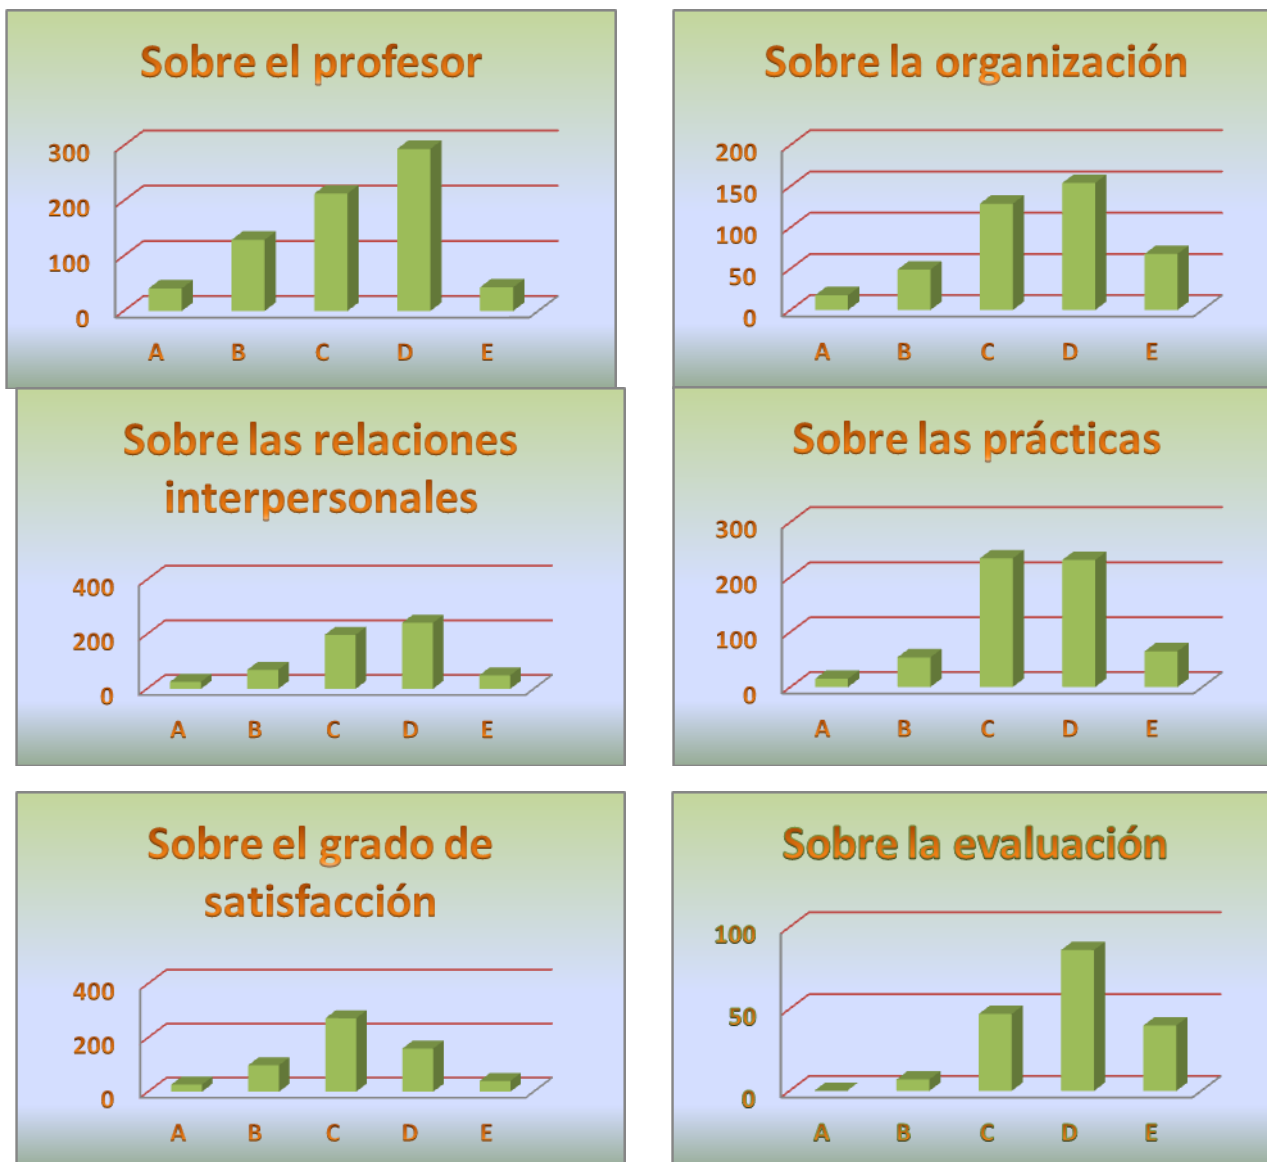 Sobre el profesor
300
200
100
0
A B C D E
Sobre la organización
200
150
100
50
0
A B C D E
Sobre las relaciones
interpersonales
400
200
0
A B C D E
Sobre las prácticas
300
200
100
0
A B C D E
Sobre el grado de
satisfacción
400
200
0
A B C D E
Sobre la evaluación
100
50
0
A B C D E